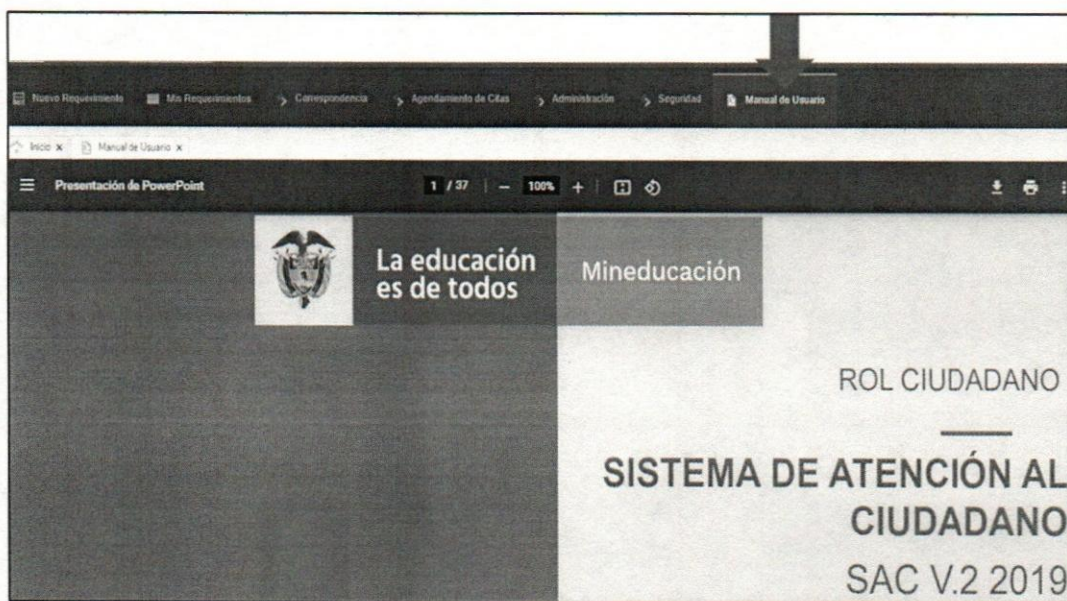 Nuevo Requerimiento Mis Requerimientos Correspondencia Agendamiento de Citas Administración Seguridad Manual de Usuario
Inicio x Manual de Usuario x
Presentación de PowerPoint 1 / 37 — 100% +
La educación
es de todos
Mineducación
ROL CIUDADANO
SISTEMA DE ATENCIÓN AL
CIUDADANO
SAC V.2 2019